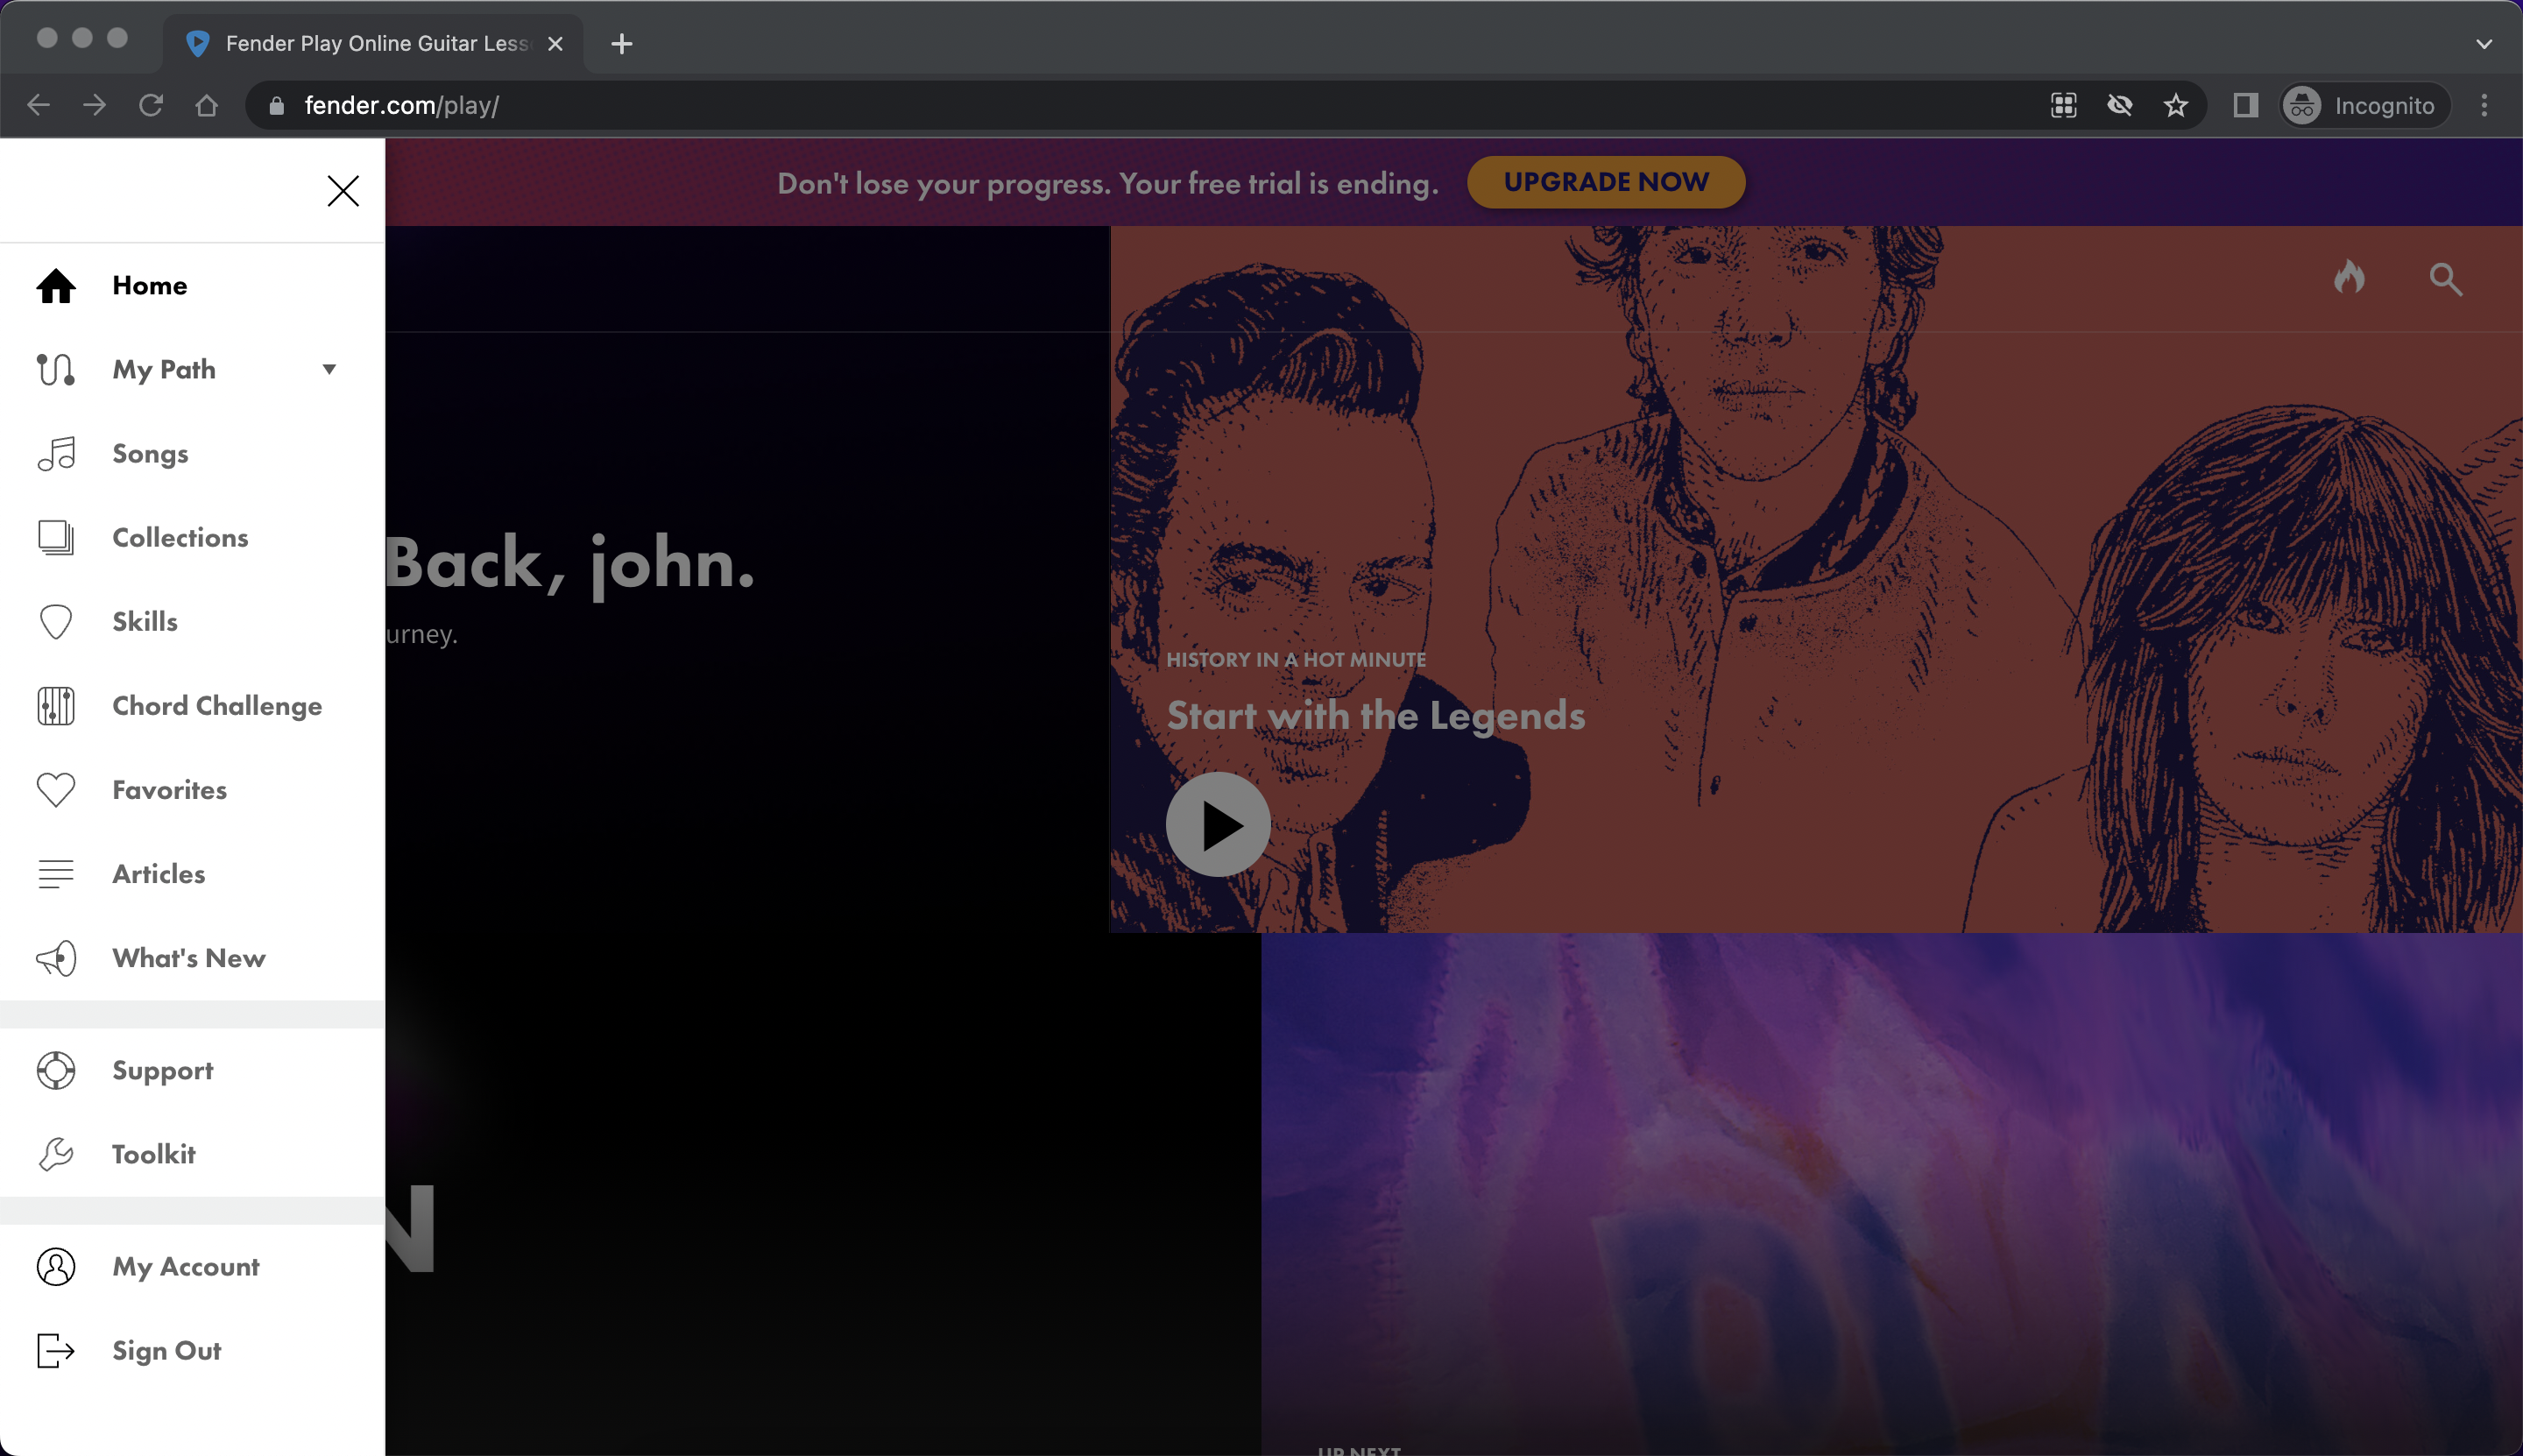 Fender Play Online Guitar Less
fender.com/play/
Incognito
Don't lose your progress. Your free trial is ending.
UPGRADE NOW
Home
My Path
Songs
Collections
Skills
Chord Challenge
Favorites
Articles
What's New
Support
Toolkit
My Account
Sign Out
Back, john.
urney.
HISTORY IN A HOT MINUTE
Start with the Legends
N
UP NEXT